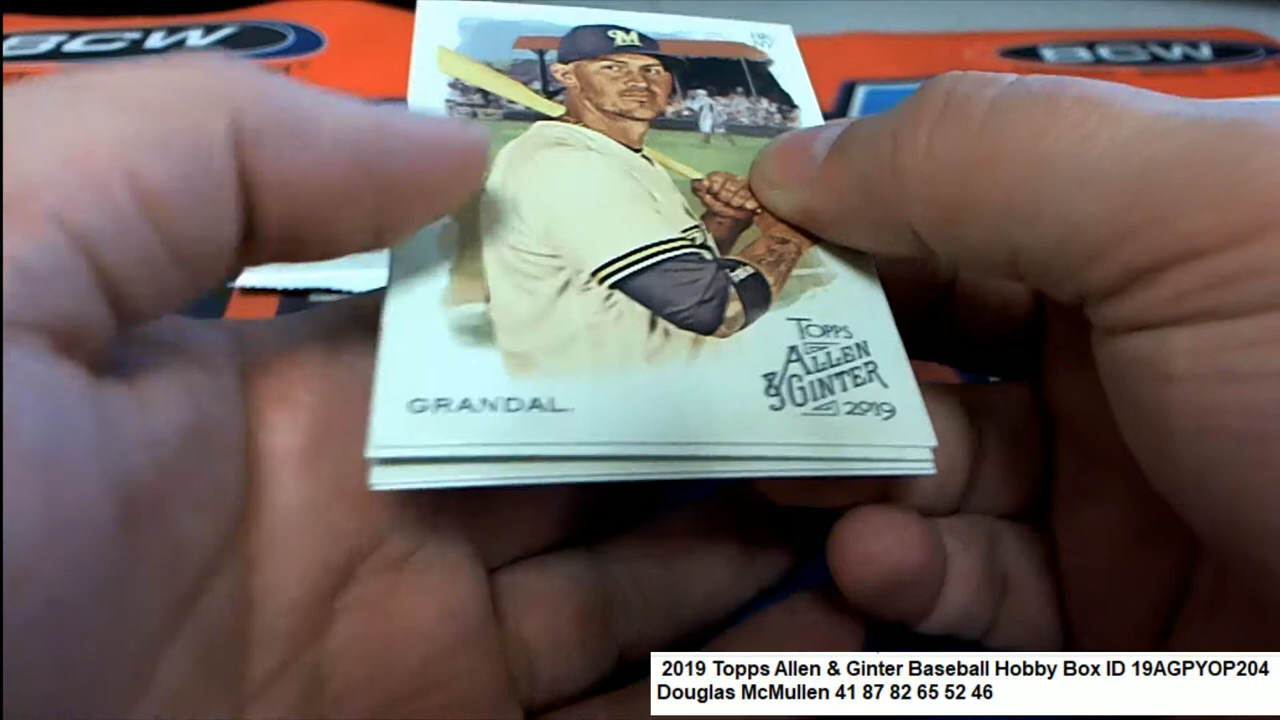 BCW
BCW
M
TOPPS
ALLEN
& GINTER
2019
GRANDAL
2019 Topps Allen & Ginter Baseball Hobby Box ID 19AGPYOP204
Douglas McMullen 41 87 82 65 52 46